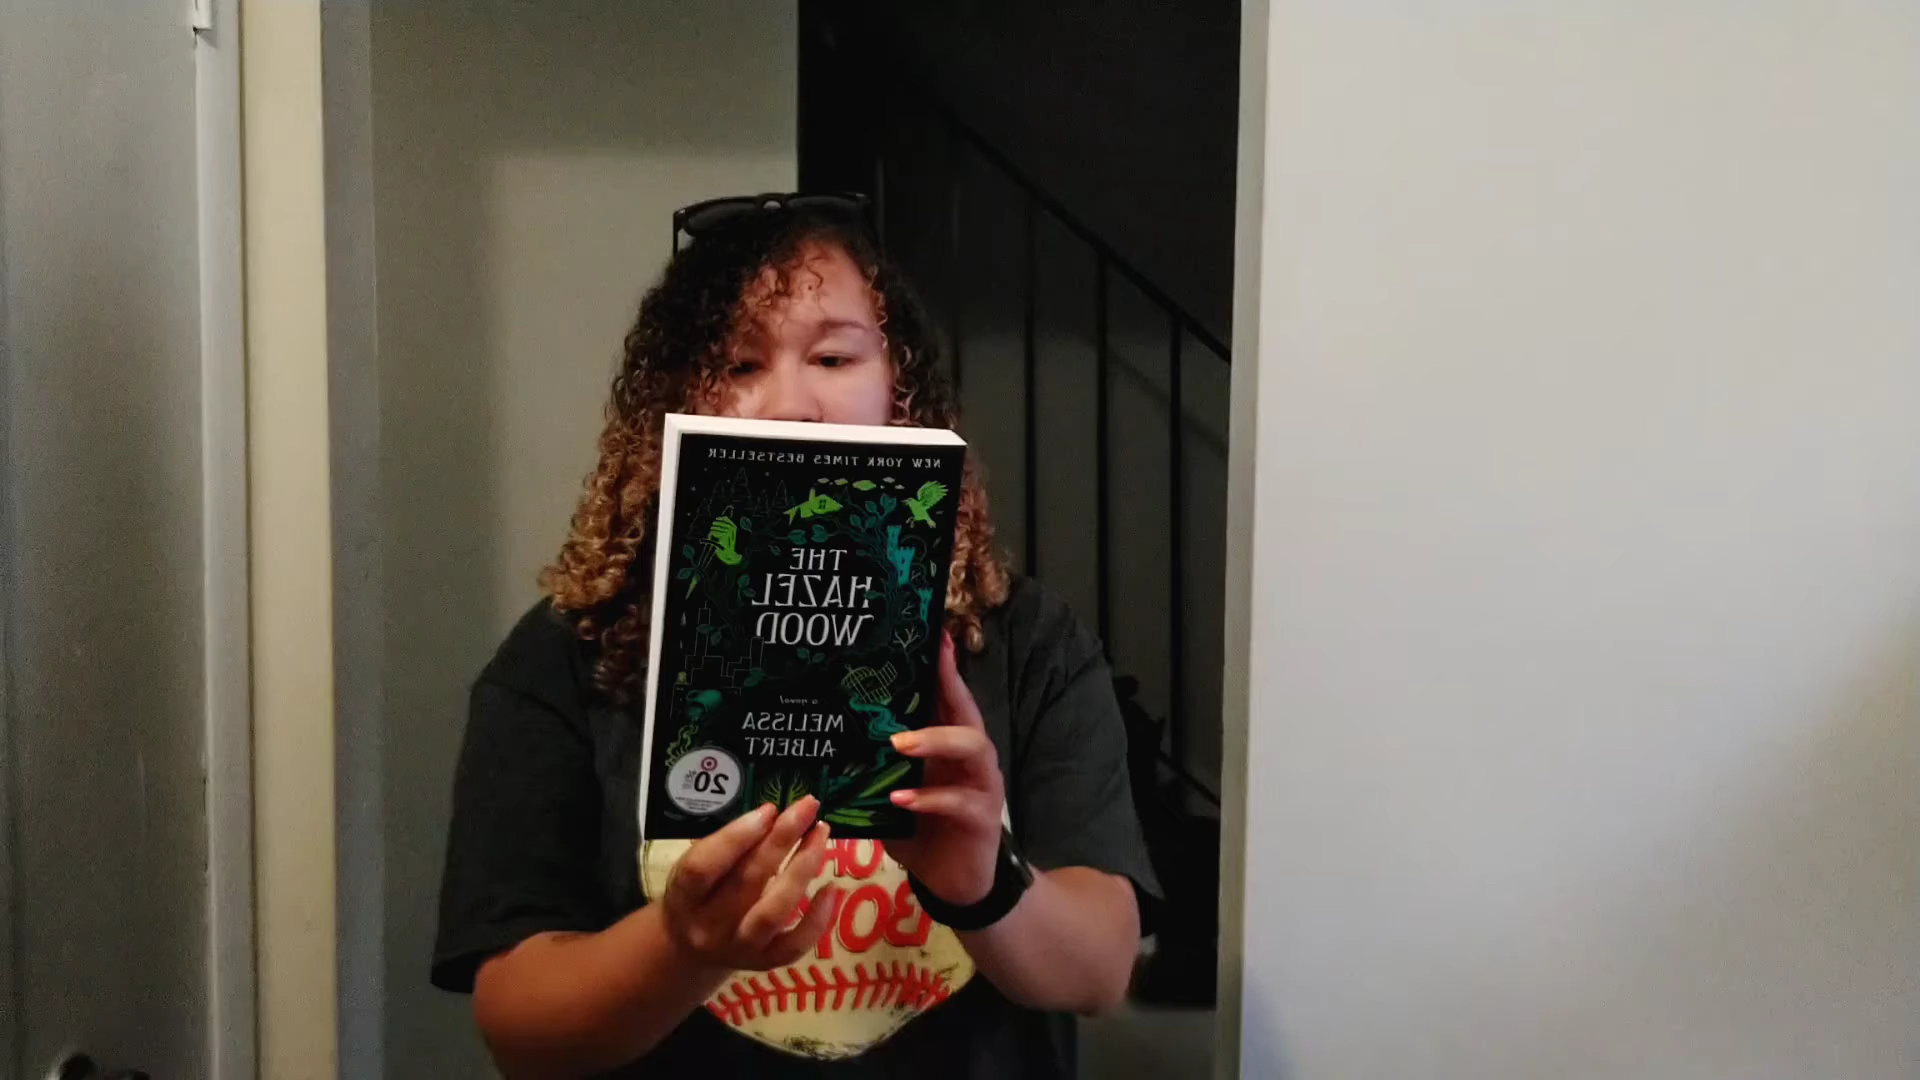 NEW YORK TIMES BESTSELLER
THE
HAZEL
WOOD
a novel
MELISSA
ALBERT
20%